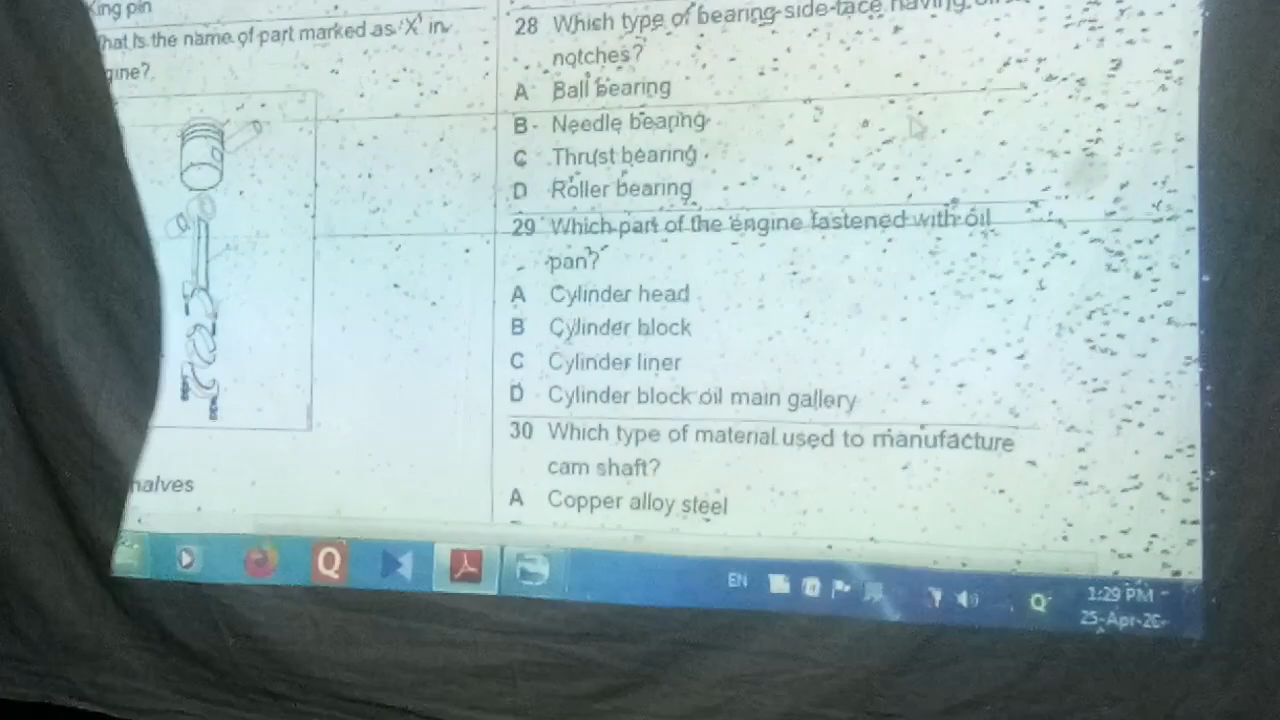 King pin
hat is the name of part marked as 'X' in
gine?
halves
28 Which type of bearing side face having
notches?
A Ball bearing
B Needle bearing
C Thrust bearing
D Roller bearing
29 Which part of the engine fastened with oil
pan?
A Cylinder head
B Cylinder block
C Cylinder liner
D Cylinder block oil main gallery
30 Which type of material used to manufacture
cam shaft?
A Copper alloy steel
EN
1:29 PM
25-Apr-26